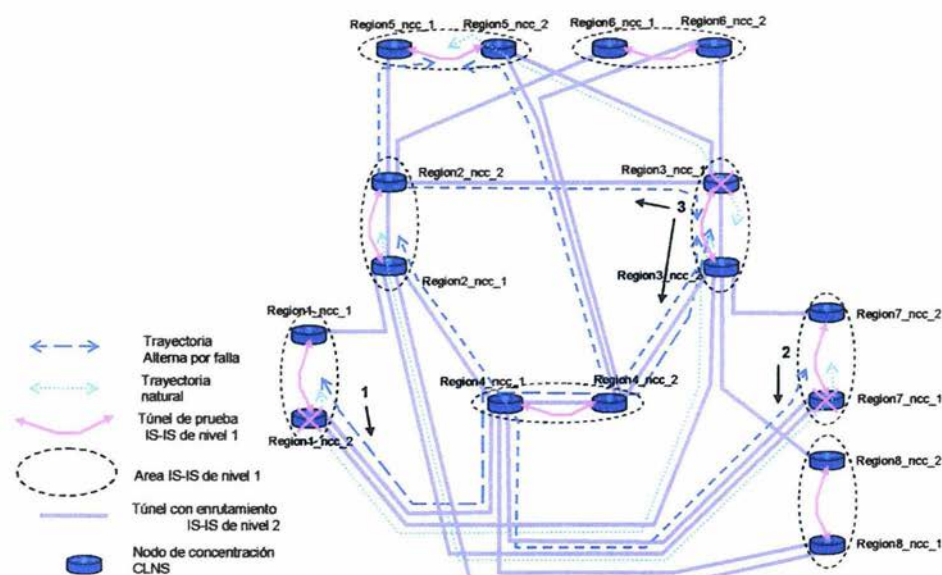 Region5_ncc_1
Region5_ncc_2
Region6_ncc_1
Region6_ncc_2
Region2_ncc_2
Region3_ncc_1
3
Region2_ncc_1
Region3_ncc_2
Region1_ncc_1
Region7_ncc_2
Trayectoria
Alterna por falla
1
Region4_ncc_1
Region4_ncc_2
2
Trayectoria
natural
Region7_ncc_1
Túnel de prueba
IS-IS de nivel 1
Region1_ncc_2
Region8_ncc_2
Area IS-IS de nivel 1
Túnel con enrutamiento
IS-IS de nivel 2
Region8_ncc_1
Nodo de concentración
CLNS